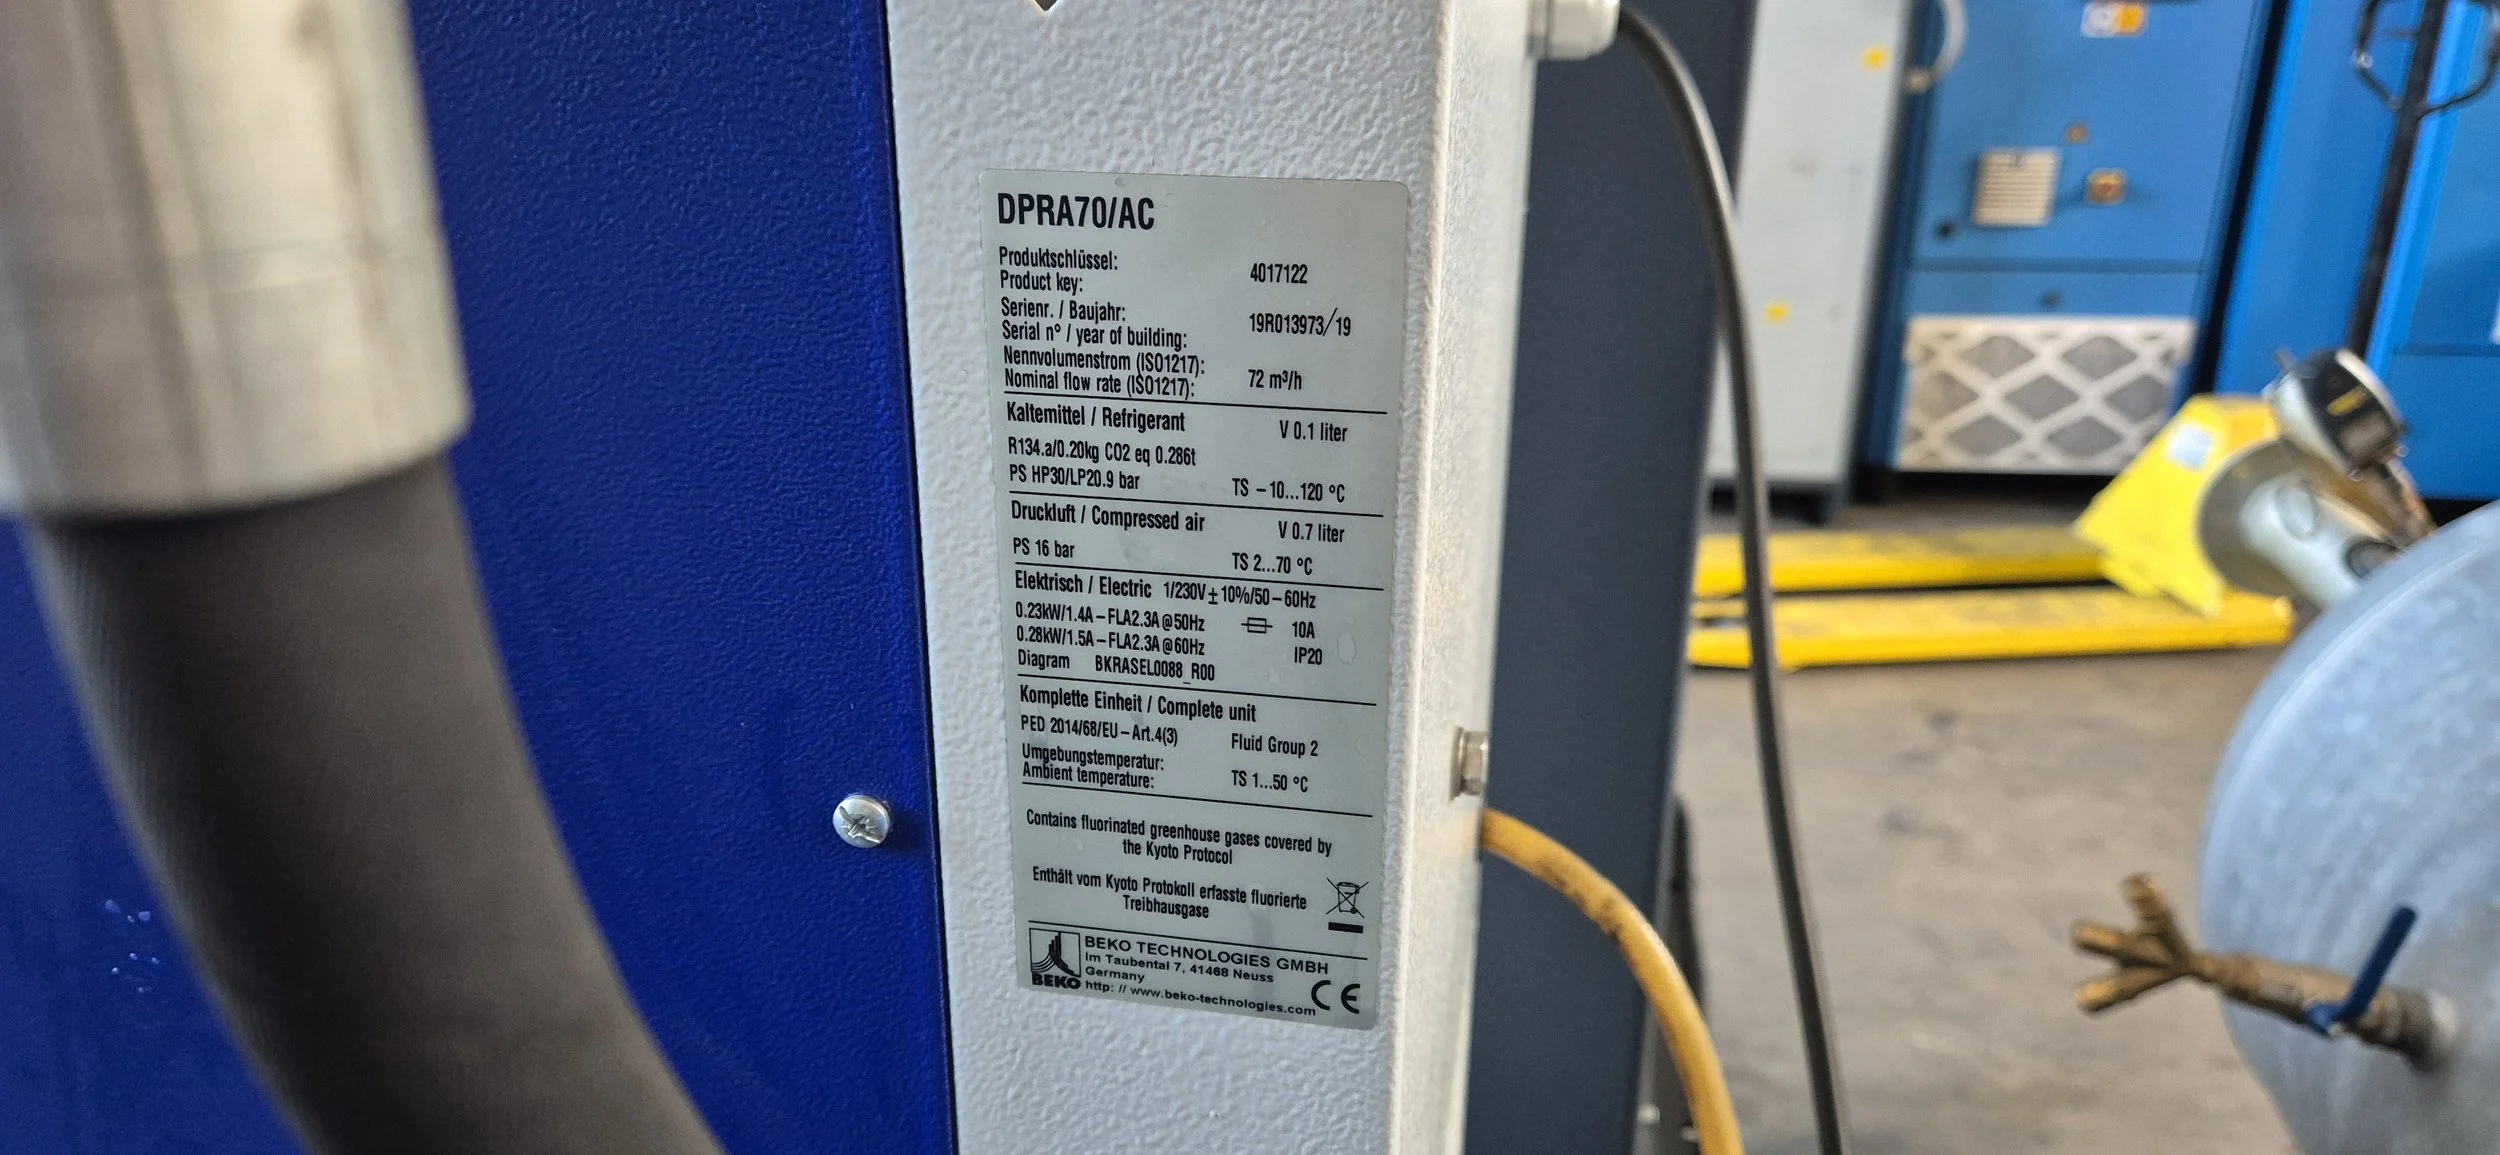 DPRA70/AC
Produktschlüssel:
Product key: 4017122
Serienr. / Baujahr:
Serial n° / year of building: 19R013973/19
Nennvolumenstrom (ISO1217):
Nominal flow rate (ISO1217): 72 m³/h
Kaltemittel / Refrigerant V 0.1 liter
R134.a/0.20kg CO2 eq 0.286t
PS HP30/LP20.9 bar TS -10...120 °C
Druckluft / Compressed air V 0.7 liter
PS 16 bar TS 2...70 °C
Elektrisch / Electric 1/230V±10%/50-60Hz
0.23kW/1.4A-FLA2.3A@50Hz 10A
0.28kW/1.5A-FLA2.3A@60Hz IP20
Diagram BKRASEL0088_R00
Komplette Einheit / Complete unit
PED 2014/68/EU-Art.4(3) Fluid Group 2
Umgebungstemperatur:
Ambient temperature: TS 1...50 °C
Contains fluorinated greenhouse gases covered by
the Kyoto Protocol
Enthält vom Kyoto Protokoll erfasste fluorierte
Treibhausgase
BEKO TECHNOLOGIES GMBH
Im Taubental 7, 41468 Neuss
Germany
BEKO http: // www.beko-technologies.com CE